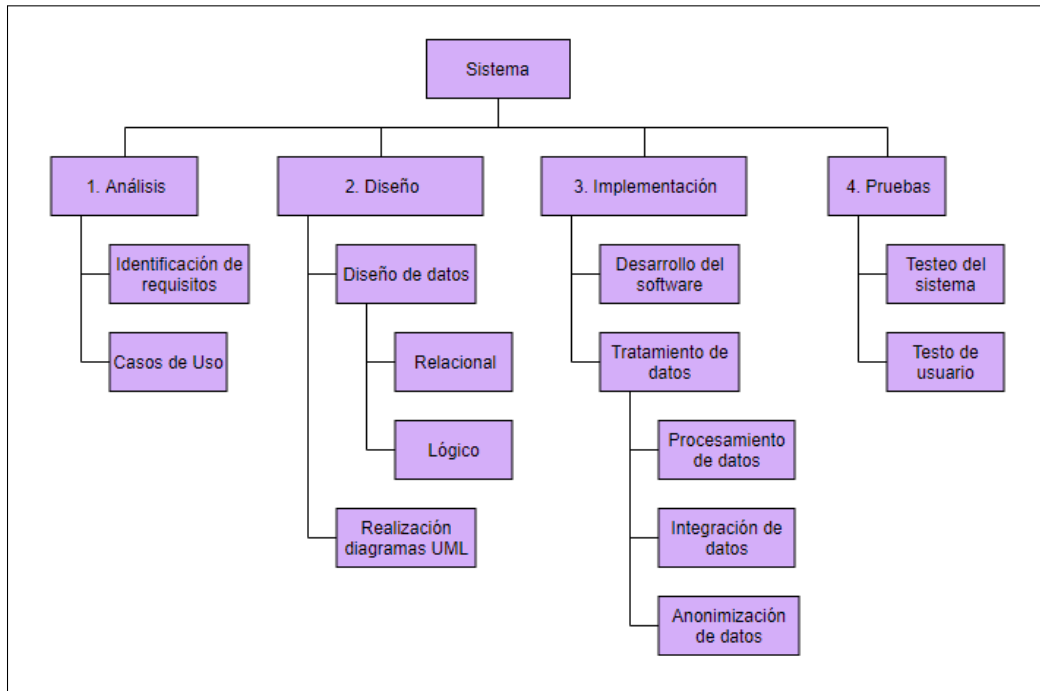 Sistema
1. Análisis
Identificación de
requisitos
Casos de Uso
2. Diseño
Diseño de datos
Relacional
Lógico
Realización
diagramas UML
3. Implementación
Desarrollo del
software
Tratamiento de
datos
Procesamiento
de datos
Integración de
datos
Anonimización
de datos
4. Pruebas
Testeo del
sistema
Testo de
usuario